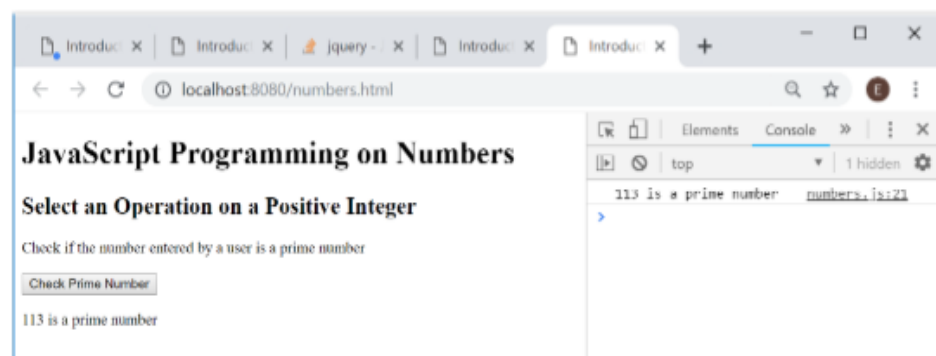 Introduc
Introduc
jquery - J
Introduc
Introduct
localhost:8080/numbers.html
E
JavaScript Programming on Numbers
Select an Operation on a Positive Integer
Check if the number entered by a user is a prime number
Check Prime Number
113 is a prime number
Elements Console »
top 1 hidden
113 is a prime number numbers.js:21
>